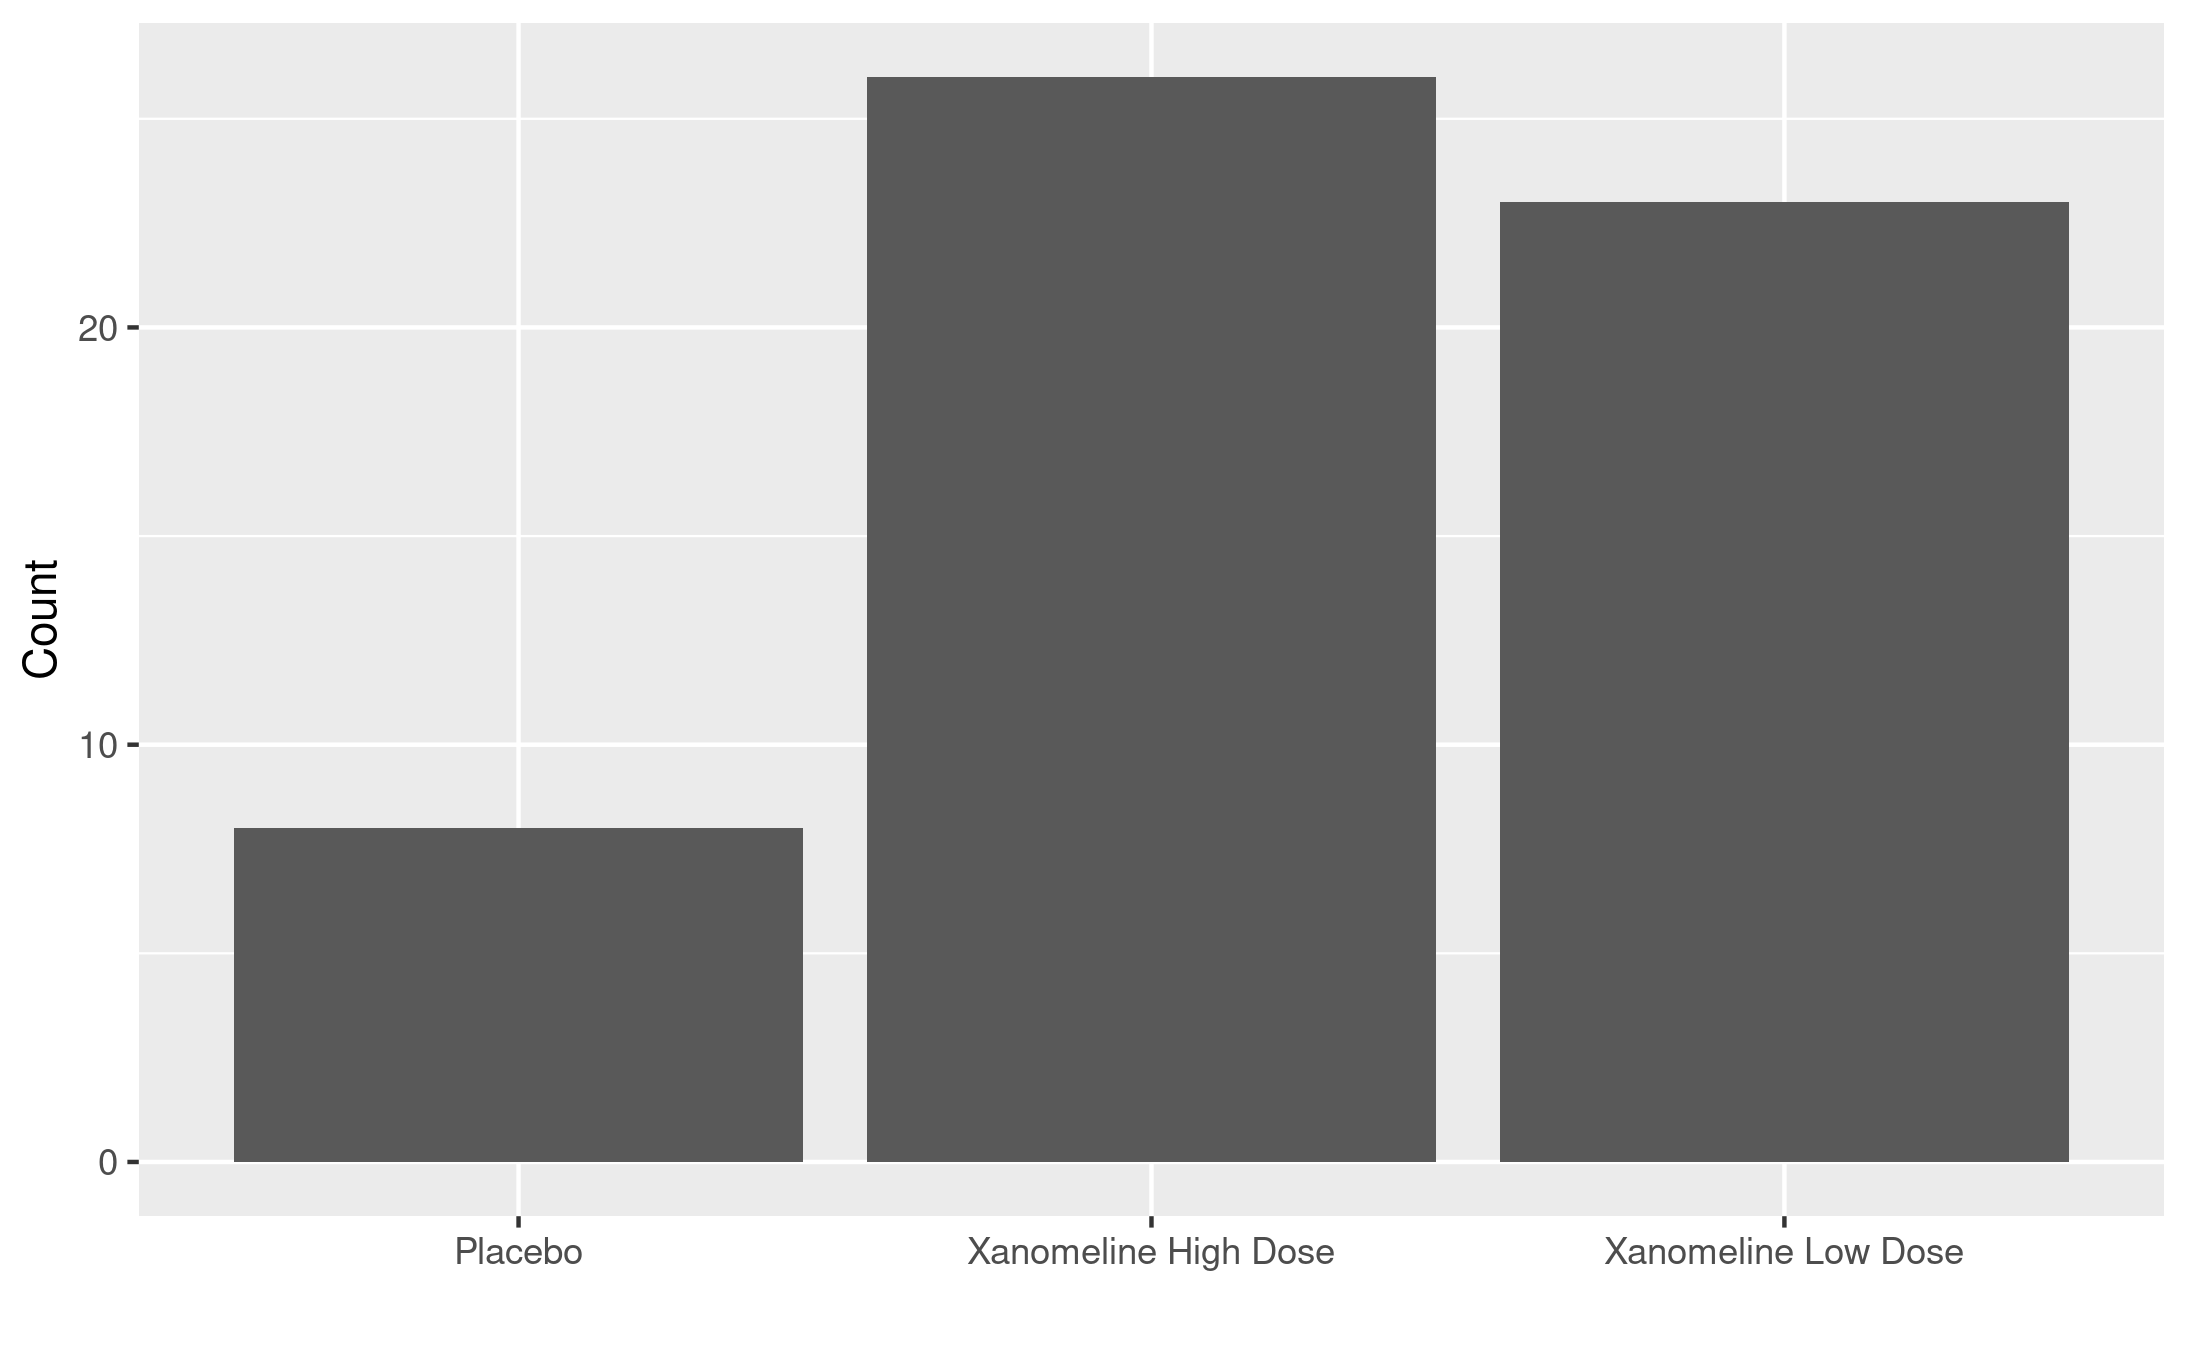 Count
20
10
0
Placebo
Xanomeline High Dose
Xanomeline Low Dose